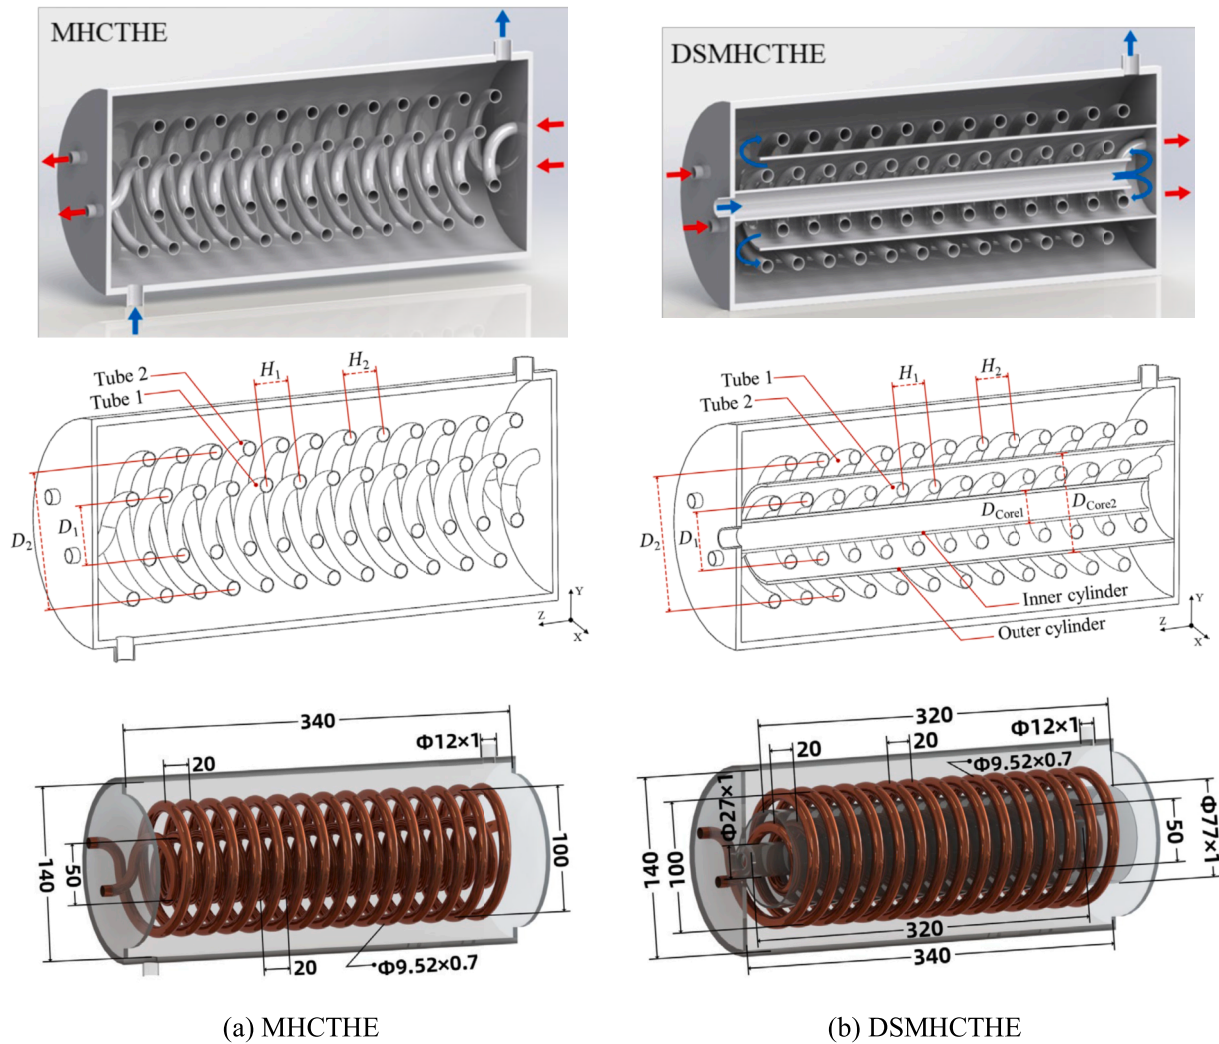 MHCTHE
DSMHCTHE
Tube 2
Tube 1
H1
H2
D2
D1
Y
Z
X
Tube 1
Tube 2
H1
H2
D2
D1
DCore1
DCore2
Inner cylinder
Outer cylinder
Y
Z
X
340
Φ12×1
20
140
50
100
20
Φ9.52×0.7
320
Φ12×1
20
20
Φ9.52×0.7
Φ27×1
140
100
50
Φ77×1
320
340
(a) MHCTHE
(b) DSMHCTHE